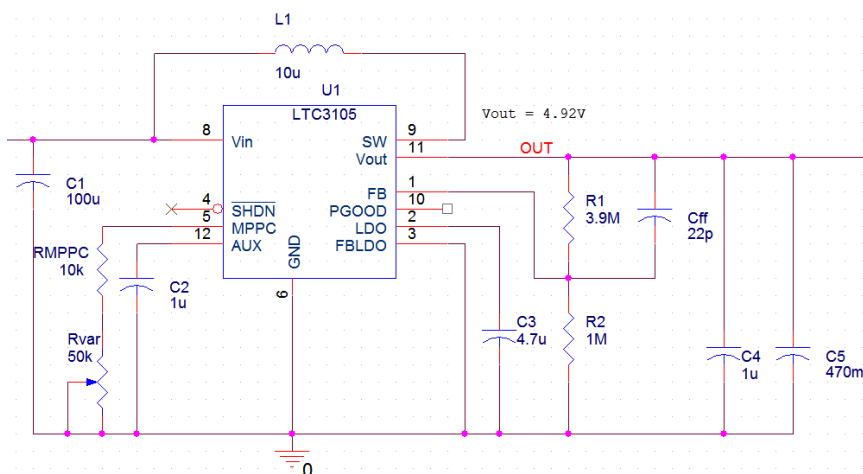 L1
10u
U1
LTC3105
Vout = 4.92V
8
Vin
SW
9
Vout
11
OUT
C1
100u
4
SHDN
FB
1
5
MPPC
PGOOD
10
12
AUX
LDO
2
FBLDO
3
GND
6
R1
3.9M
Cff
22p
RMPPC
10k
C2
1u
Rvar
50k
C3
4.7u
R2
1M
C4
1u
C5
470m
0